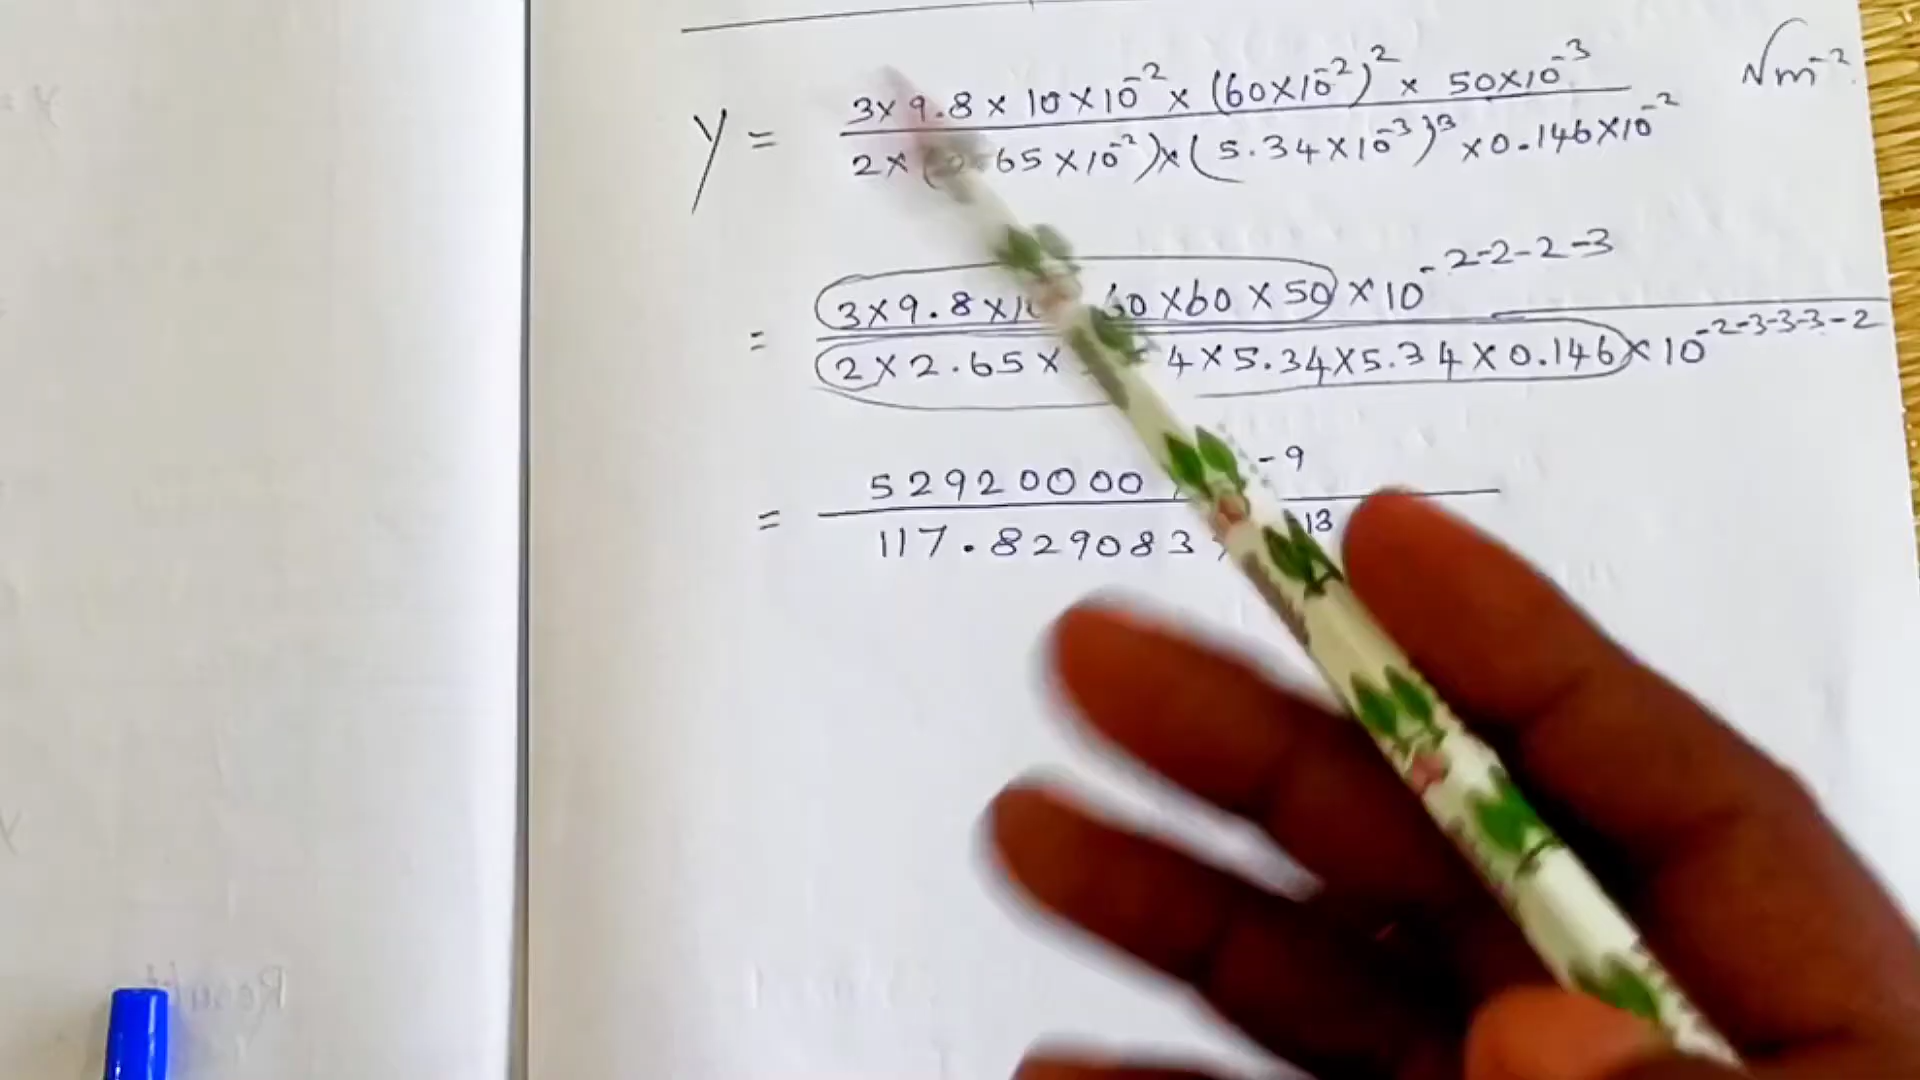 3× 9.8 × 10×10⁻² × (60×10⁻²)² × 50×10⁻³ Nm⁻²
y =
2× ( 65×10⁻²)×(5.34×10⁻³)³ ×0.146×10⁻²
3×9.8×1 60×60×50 ×10⁻²⁻²⁻²⁻³
=
2×2.65× 4×5.34×5.34×0.146×10⁻²⁻³⁻³⁻³⁻²
52920000 -9
=
117.829083 13